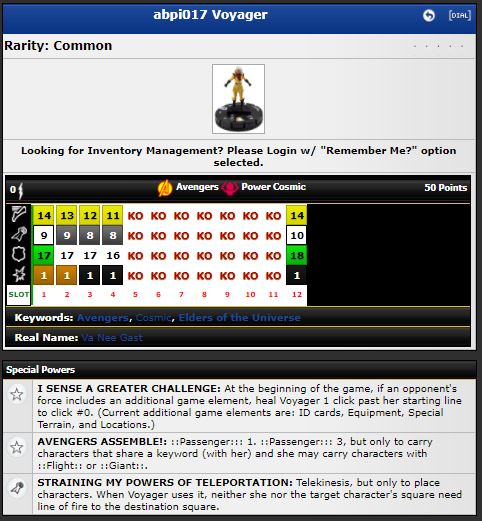 abpi017 Voyager
[DIAL]
Rarity: Common
Looking for Inventory Management? Please Login w/ "Remember Me?" option
selected.
0 Avengers Power Cosmic 50 Points
14 13 12 11 KO KO KO KO KO KO KO 14
9 9 8 8 KO KO KO KO KO KO KO 10
17 17 17 16 KO KO KO KO KO KO KO 18
1 1 1 1 KO KO KO KO KO KO KO 1
SLOT 1 2 3 4 5 6 7 8 9 10 11 12
Keywords: Avengers, Cosmic, Elders of the Universe
Real Name: Va Nee Gast
Special Powers
I SENSE A GREATER CHALLENGE: At the beginning of the game, if an opponent's
force includes an additional game element, heal Voyager 1 click past her starting
line to click #0. (Current additional game elements are: ID cards, Equipment, Special
Terrain, and Locations.)
AVENGERS ASSEMBLE!: ::Passenger::: 1. ::Passenger::: 3, but only to carry
characters that share a keyword (with her) and she may carry characters with
::Flight:: or ::Giant::.
STRAINING MY POWERS OF TELEPORTATION: Telekinesis, but only to place
characters. When Voyager uses it, neither she nor the target character's square need
line of fire to the destination square.